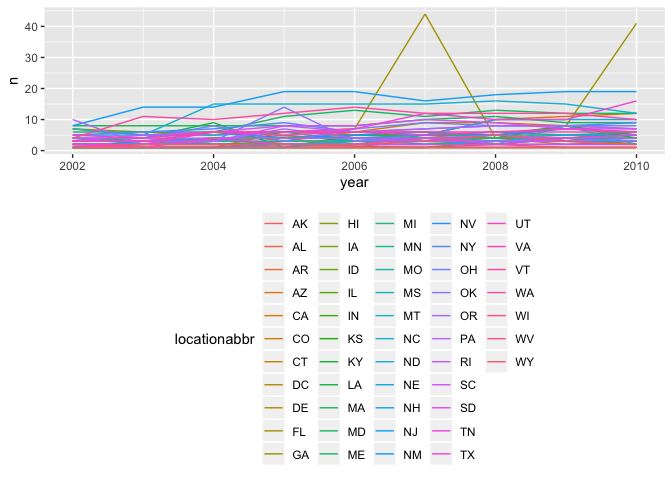 40
30
n
20
10
0
2002 2004 2006 2008 2010
year
AK HI MI NV UT
AL IA MN NY VA
AR ID MO OH VT
AZ IL MS OK WA
CA IN MT OR WI
locationabbr CO KS NC PA WV
CT KY ND RI WY
DC LA NE SC
DE MA NH SD
FL MD NJ TN
GA ME NM TX